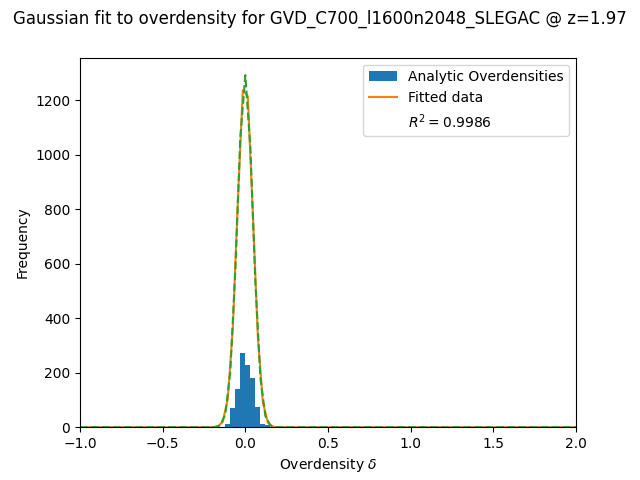 Gaussian fit to overdensity for GVD_C700_l1600n2048_SLEGAC @ z=1.97
Analytic Overdensities
Fitted data
R² = 0.9986
1200
1000
800
600
400
200
0
Frequency
−1.0 −0.5 0.0 0.5 1.0 1.5 2.0
Overdensity δ